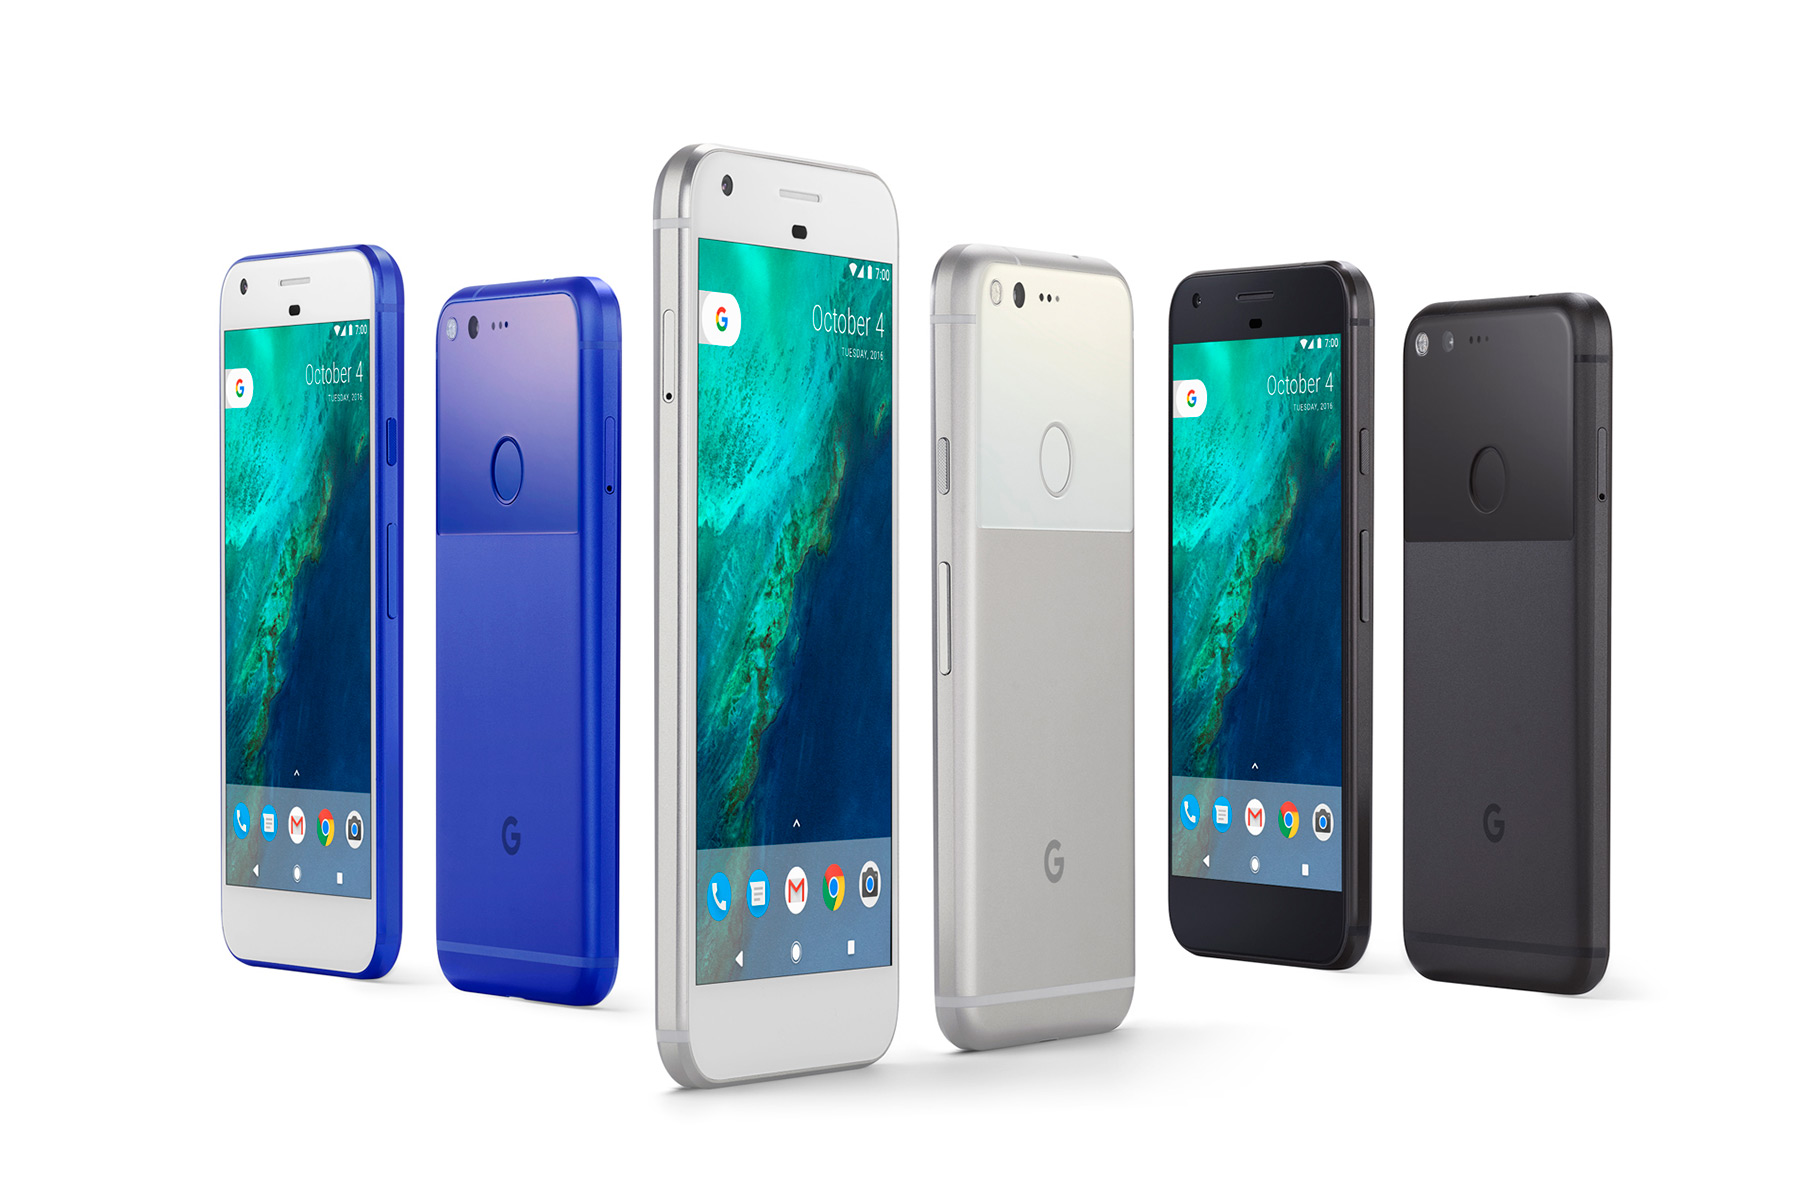 7:00
G
October 4
TUESDAY, 2016
G
7:00
G
October 4
TUESDAY, 2016
M
G
7:00
G
October 4
TUESDAY, 2016
M
G
M